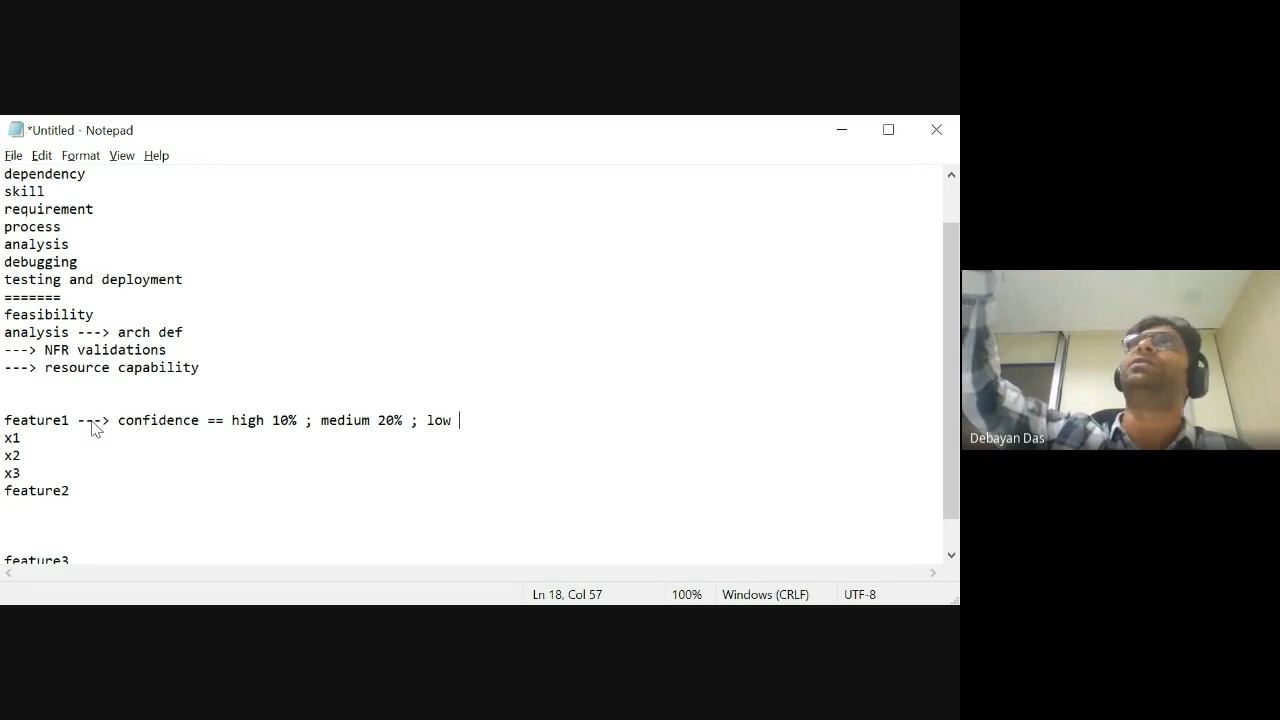 *Untitled - Notepad
File Edit Format View Help
dependency
skill
requirement
process
analysis
debugging
testing and deployment
=======
feasibility
analysis ---> arch def
---> NFR validations
---> resource capability
feature1 ---> confidence == high 10% ; medium 20% ; low
x1
x2
x3
feature2
feature3
Ln 18, Col 57 100% Windows (CRLF) UTF-8
Debayan Das